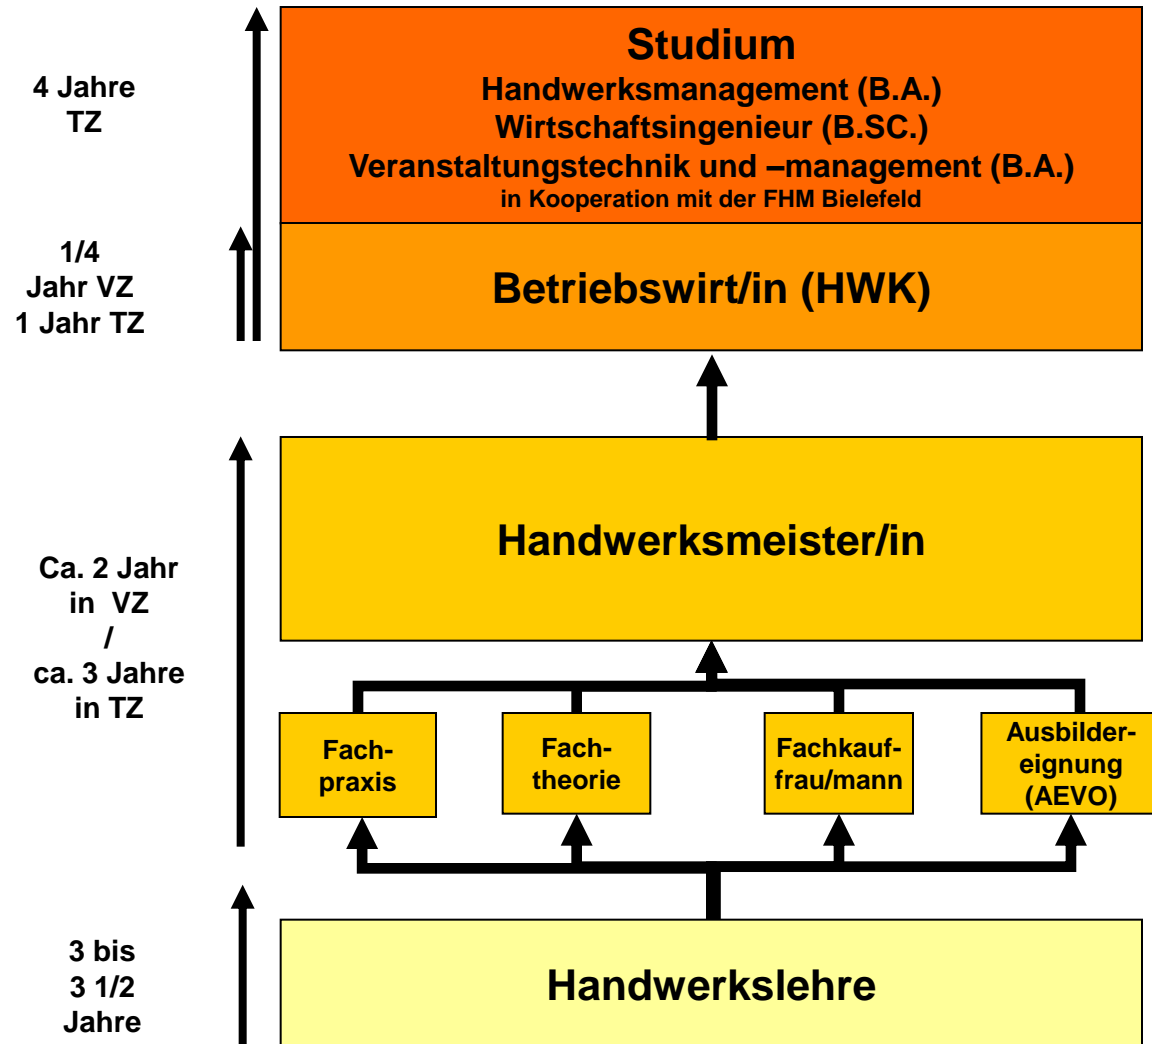 Studium
Handwerksmanagement (B.A.)
Wirtschaftsingenieur (B.SC.)
Veranstaltungstechnik und –management (B.A.)
in Kooperation mit der FHM Bielefeld
4 Jahre
TZ
Betriebswirt/in (HWK)
1/4
Jahr VZ
1 Jahr TZ
Handwerksmeister/in
Ca. 2 Jahr
in VZ
/
ca. 3 Jahre
in TZ
Fach-
praxis
Fach-
theorie
Fachkauf-
frau/mann
Ausbilder-
eignung
(AEVO)
Handwerkslehre
3 bis
3 1/2
Jahre